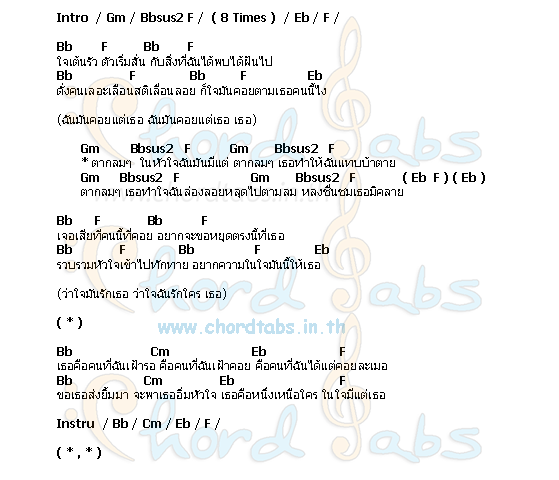 Intro / Gm / Bbsus2 F / ( 8 Times ) / Eb / F /
Bb F Bb F
ใจเต้นรัว ตัวเริ่มสั่น กับสิ่งที่ฉันได้พบได้ฝันไป
Bb F Bb F Eb
ดั่งคนเลอะเลือนสติเลื่อนลอย ก็ใจมันคอยตามเธอคนนี้ไง
(ฉันมันคอยแต่เธอ ฉันมันคอยแต่เธอ เธอ)
Gm Bbsus2 F Gm Bbsus2 F
* ตากลมๆ ในหัวใจฉันมันมีแต่ ตากลมๆ เธอทำให้ฉันแทบบ้าตาย
Gm Bbsus2 F Gm Bbsus2 F ( Eb F ) ( Eb )
ตากลมๆ เธอทำใจฉันล่องลอยหลุดไปตามลม หลงชื่นชมเธอมิคลาย
Bb F Bb F
เจอเสียทีคนนี้ที่คอย อยากจะขอหยุดตรงนี้ที่เธอ
Bb F Bb F Eb
รวบรวมหัวใจเข้าไปทักทาย อยากความในใจมันนี้ให้เธอ
(ว่าใจมันรักเธอ ว่าใจฉันรักใคร เธอ)
( * )
www.chordtabs.in.th
Bb Cm Eb F
เธอคือคนที่ฉันเฝ้ารอ คือคนที่ฉันเฝ้าคอย คือคนที่ฉันได้แต่คอยละเมอ
Bb Cm Eb F
ขอเธอส่งยิ้มมา จะพาเธออิ่มหัวใจ เธอคือหนึ่งเหนือใคร ในใจมีแต่เธอ
Instru / Bb / Cm / Eb / F /
( * , * )